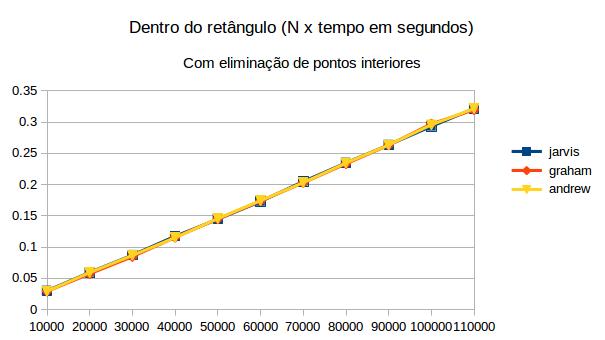 Dentro do retângulo (N x tempo em segundos)
Com eliminação de pontos interiores
0.35
0.3
0.25
0.2
0.15
0.1
0.05
0
10000 20000 30000 40000 50000 60000 70000 80000 90000 100000 110000
jarvis
graham
andrew